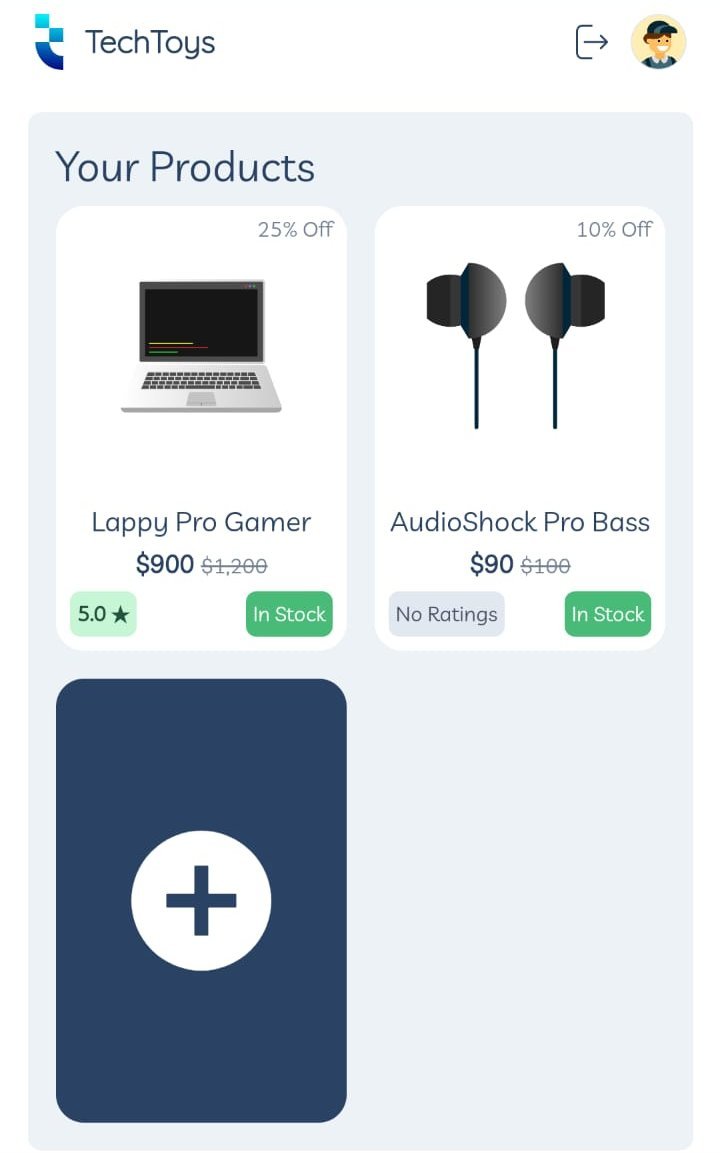 TechToys
Your Products
25% Off
Lappy Pro Gamer
$900 $1,200
5.0 ★ In Stock
10% Off
AudioShock Pro Bass
$90 $100
No Ratings In Stock